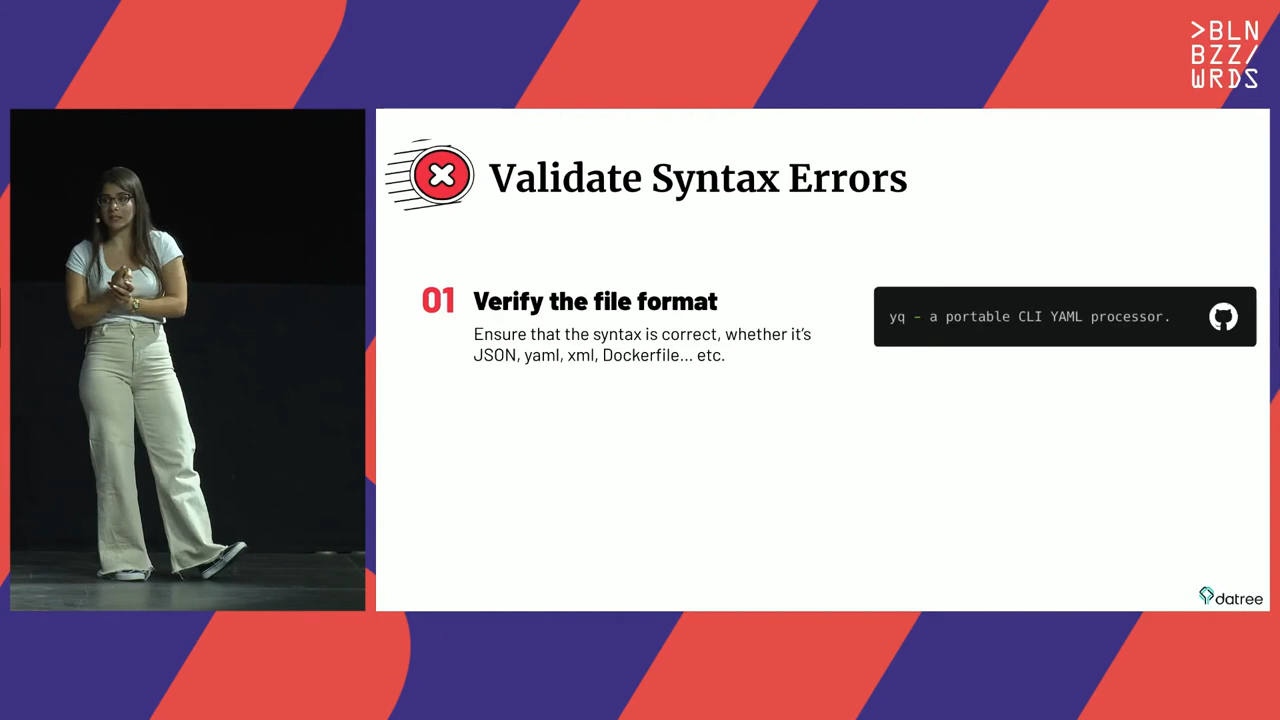 >BLN
BZZ/
WRDS
Validate Syntax Errors
01 Verify the file format
Ensure that the syntax is correct, whether it’s
JSON, yaml, xml, Dockerfile... etc.
yq - a portable CLI YAML processor.
datree